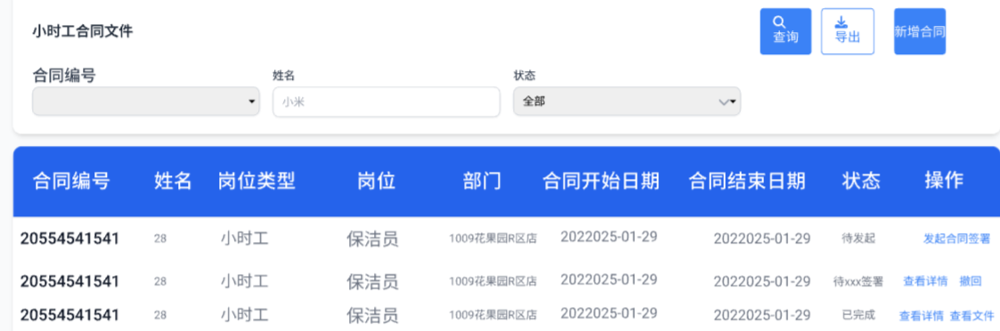 小时工合同文件
查询
导出
新增合同
合同编号 姓名 状态
小米 全部
合同编号 姓名 岗位类型 岗位 部门 合同开始日期 合同结束日期 状态 操作
20554541541 28 小时工 保洁员 1009花果园R区店 2022025-01-29 2022025-01-29 待发起 发起合同签署
20554541541 28 小时工 保洁员 1009花果园R区店 2022025-01-29 2022025-01-29 待xxx签署 查看详情 撤回
20554541541 28 小时工 保洁员 1009花果园R区店 2022025-01-29 2022025-01-29 已完成 查看详情 查看文件